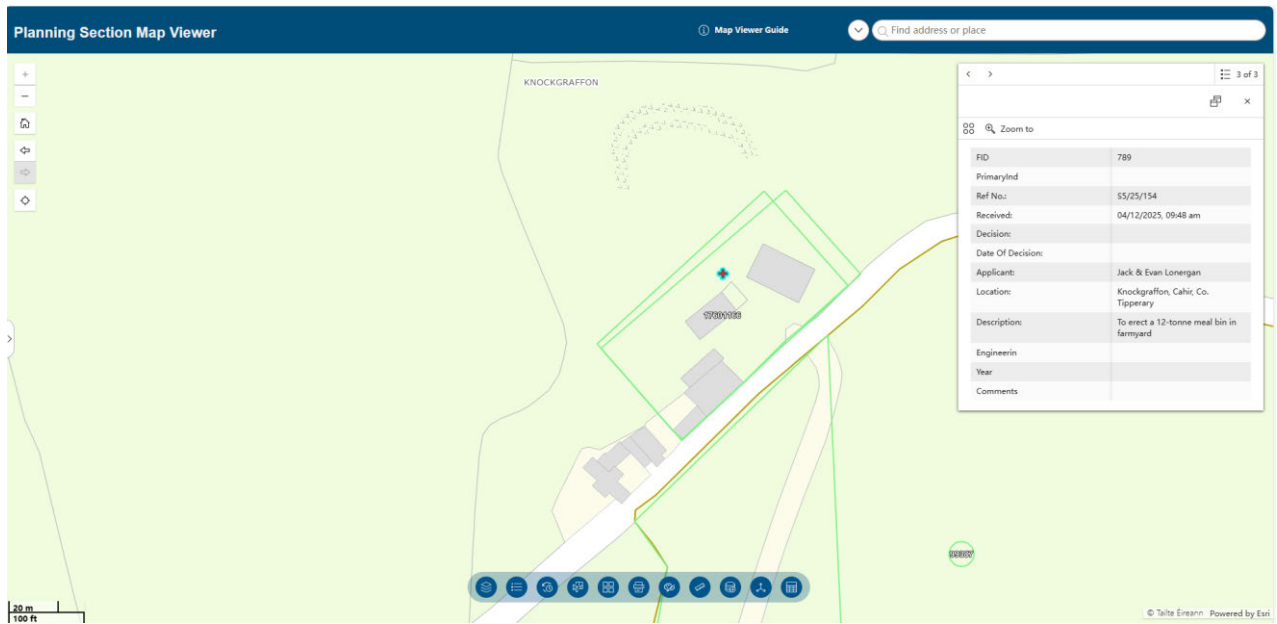 Planning Section Map Viewer
Map Viewer Guide
Find address or place
KNOCKGRAFFON
3 of 3
Zoom to
FID 789
PrimaryInd
Ref No.: S5/25/154
Received: 04/12/2025, 09:48 am
Decision:
Date Of Decision:
Applicant: Jack & Evan Lonergan
Location: Knockgraffon, Cahir, Co.
Tipperary
Description: To erect a 12-tonne meal bin in
farmyard
Engineerin
Year
Comments
17601166
99387
20 m
100 ft
© Tailte Éireann Powered by Esri